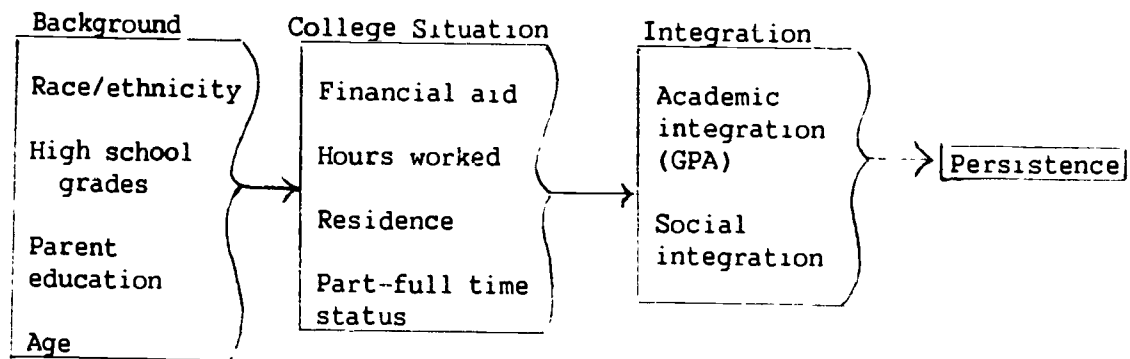 Background
Race/ethnicity
High school
grades
Parent
education
Age
College Situation
Financial aid
Hours worked
Residence
Part-full time
status
Integration
Academic
integration
(GPA)
Social
integration
Persistence